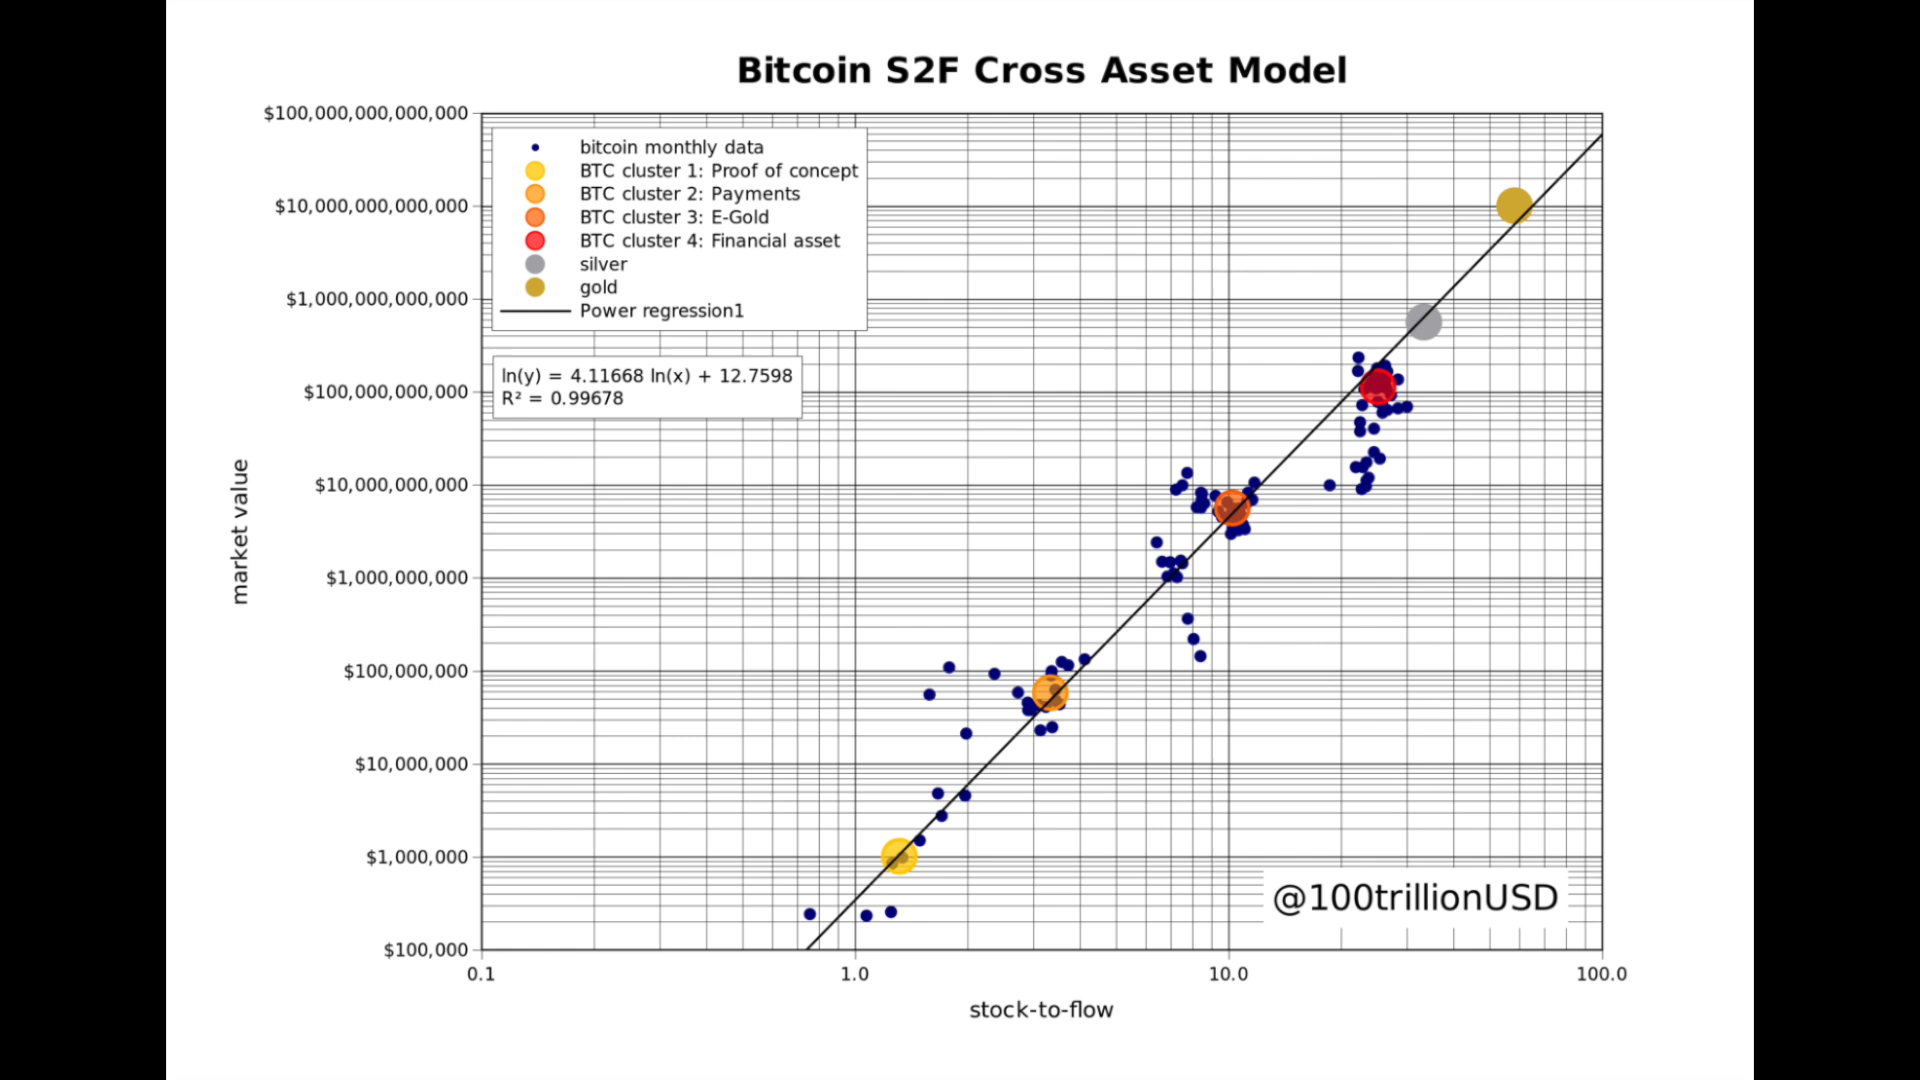 Bitcoin S2F Cross Asset Model
$100,000,000,000,000
$10,000,000,000,000
$1,000,000,000,000
$100,000,000,000
$10,000,000,000
$1,000,000,000
$100,000,000
$10,000,000
$1,000,000
$100,000
market value
bitcoin monthly data
BTC cluster 1: Proof of concept
BTC cluster 2: Payments
BTC cluster 3: E-Gold
BTC cluster 4: Financial asset
silver
gold
Power regression1
ln(y) = 4.11668 ln(x) + 12.7598
R² = 0.99678
@100trillionUSD
0.1
1.0
10.0
100.0
stock-to-flow